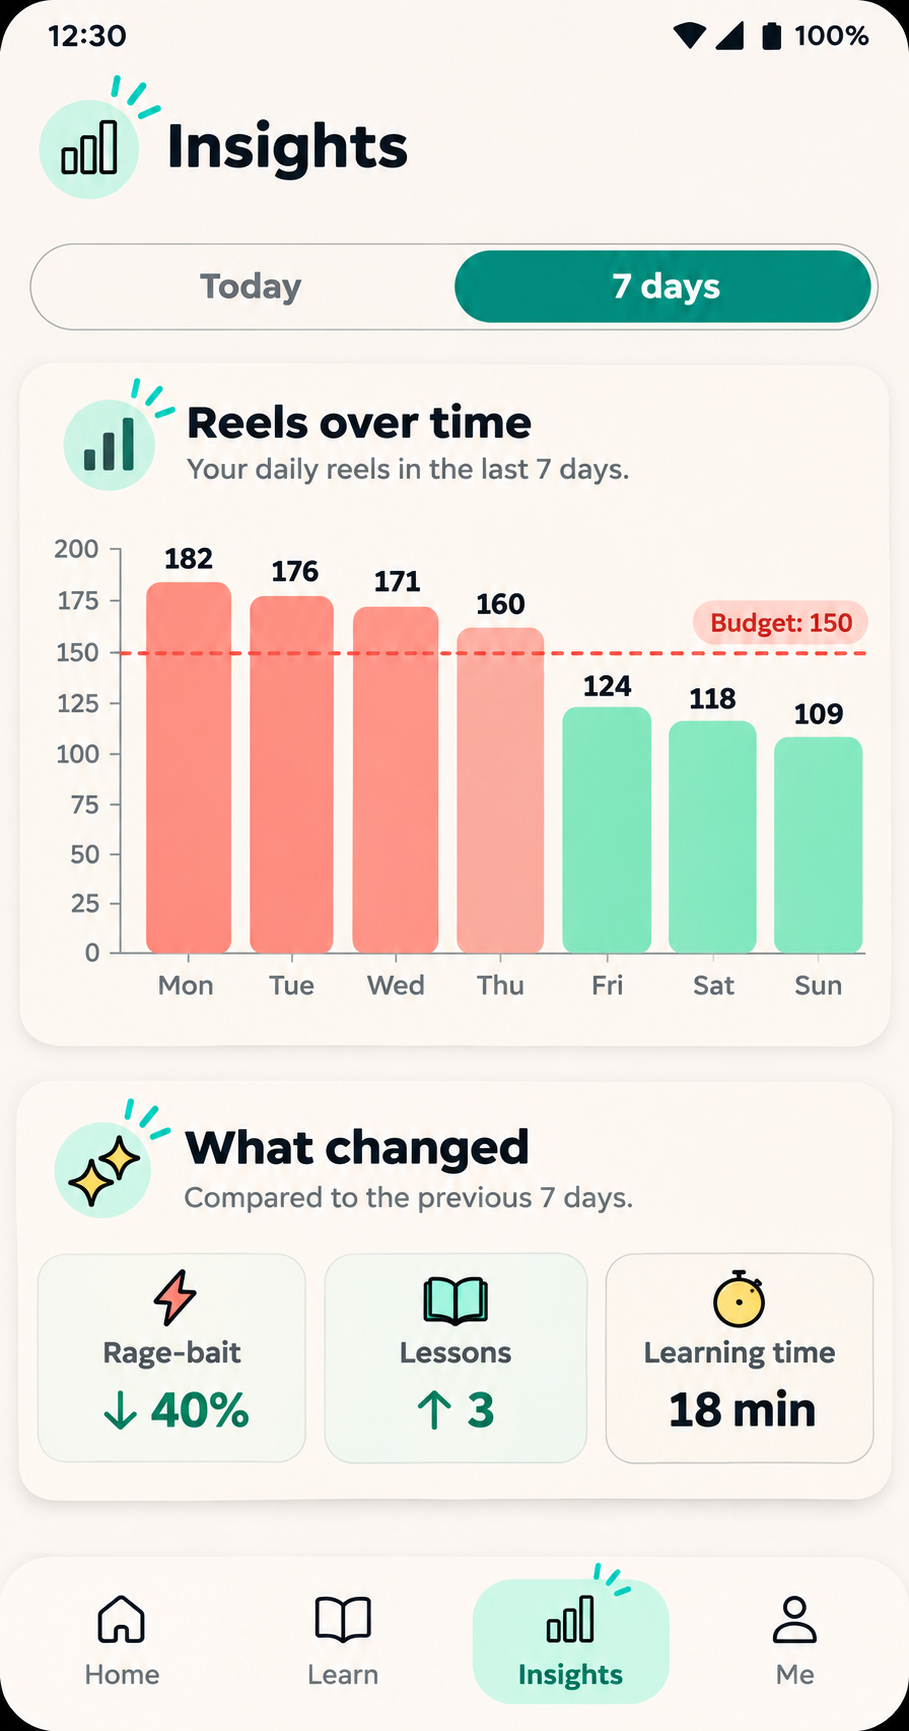 12:30 100%
Insights
Today 7 days
Reels over time
Your daily reels in the last 7 days.
200
175
150
125
100
75
50
25
0
182 176 171 160 124 118 109
Budget: 150
Mon Tue Wed Thu Fri Sat Sun
What changed
Compared to the previous 7 days.
Rage-bait Lessons Learning time
↓ 40% ↑ 3 18 min
Home Learn Insights Me